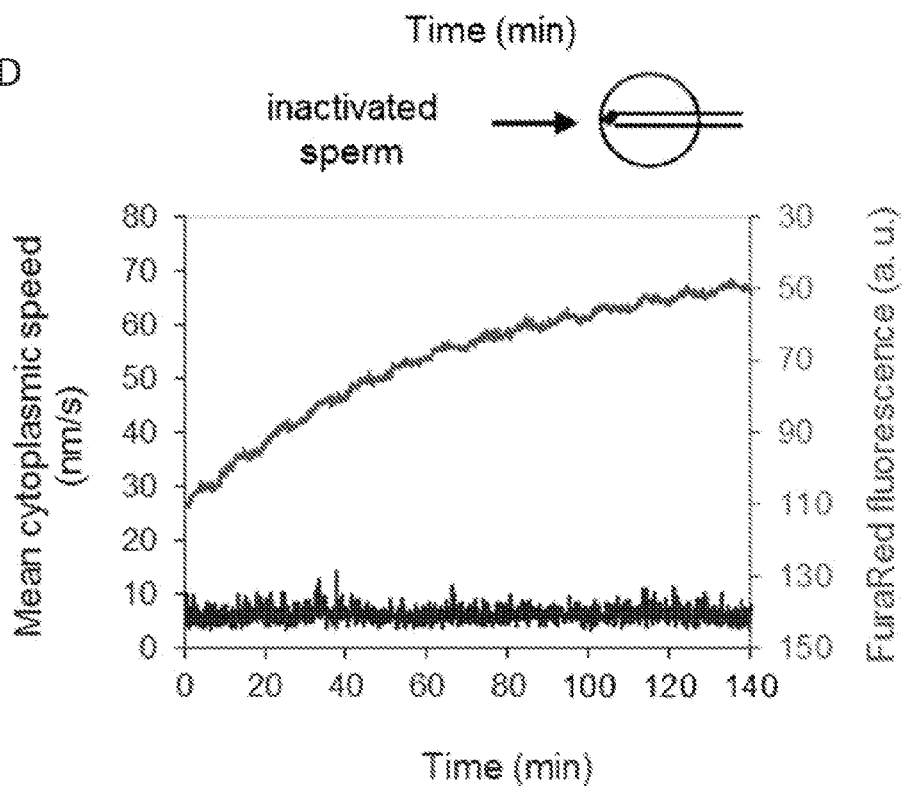 Time (min)
D
inactivated
sperm
Mean cytoplasmic speed
(nm/s)
80
70
60
50
40
30
20
10
0
30
50
70
90
110
130
150
FuraRed fluorescence (a. u.)
0 20 40 60 80 100 120 140
Time (min)